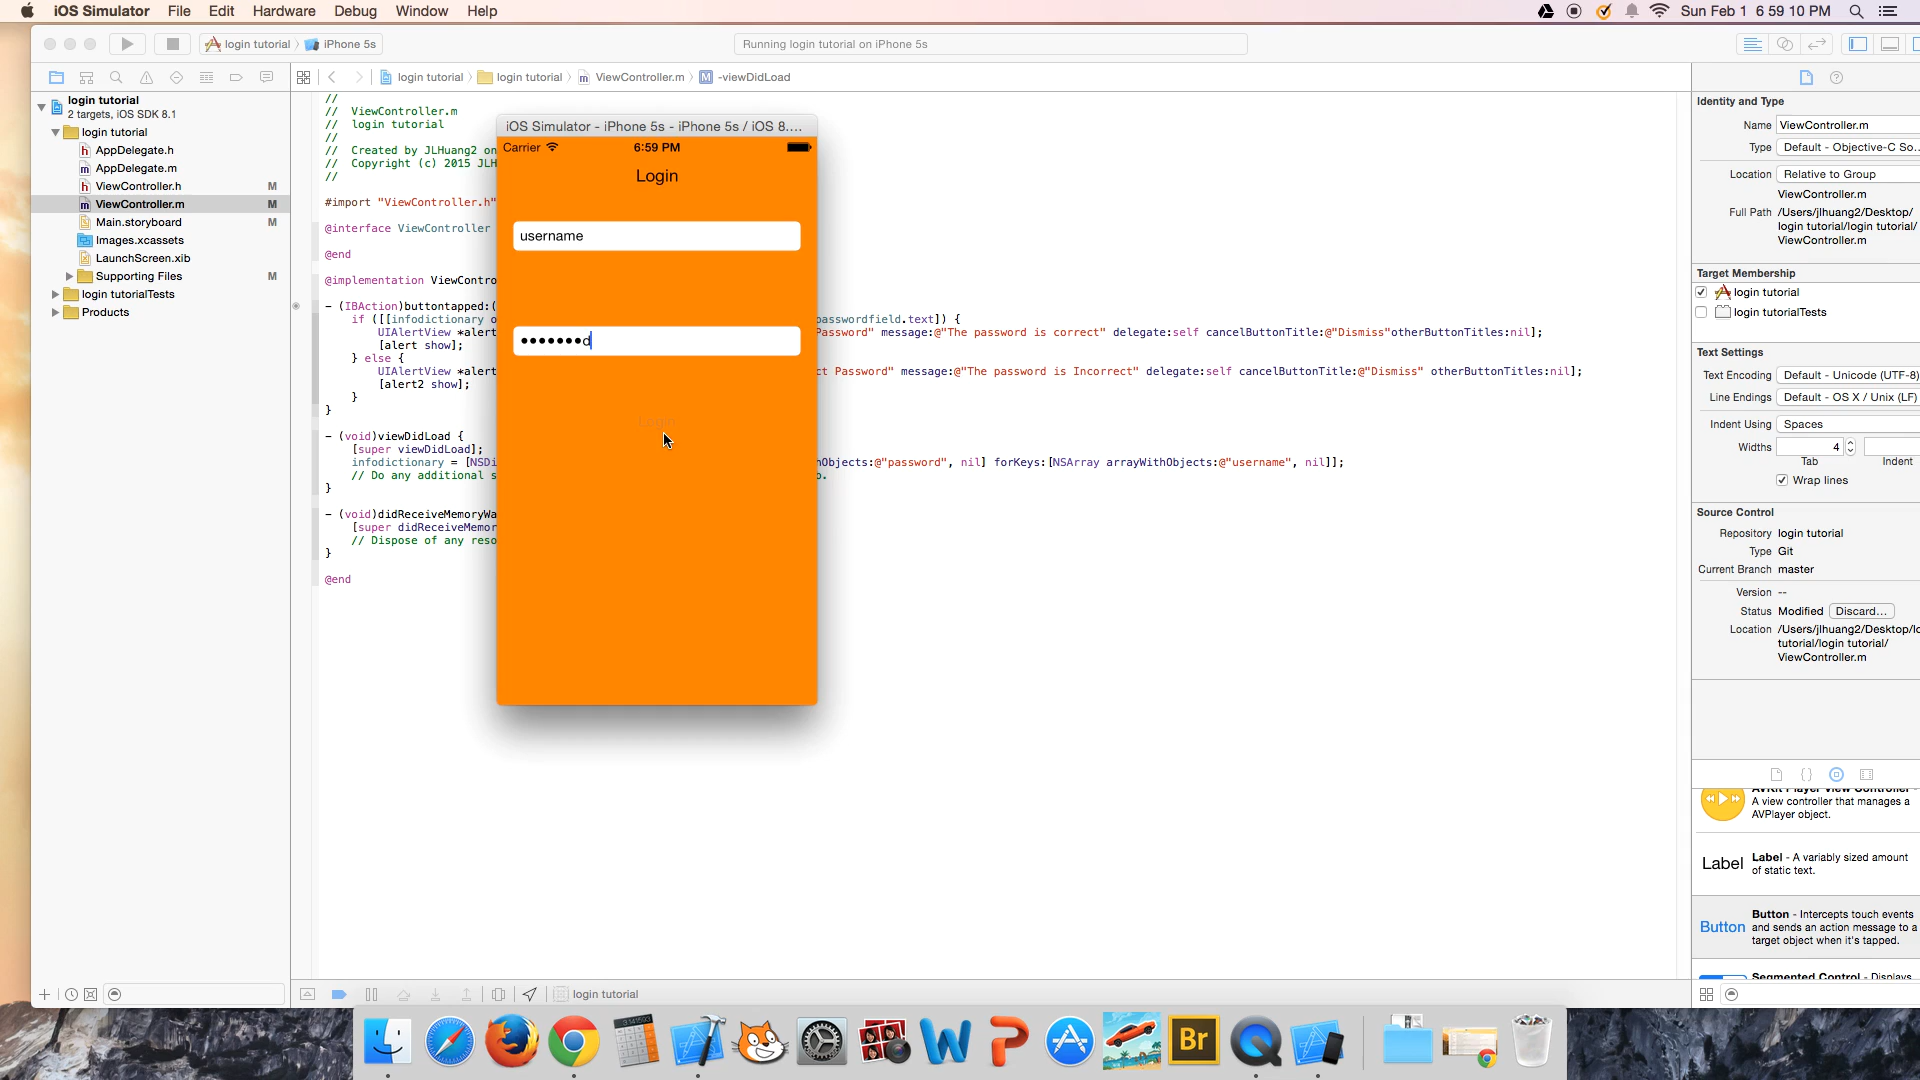 iOS Simulator File Edit Hardware Debug Window Help Sun Feb 1 6 59 10 PM
login tutorial iPhone 5s Running login tutorial on iPhone 5s
login tutorial login tutorial ViewController.m M -viewDidLoad
login tutorial
2 targets, iOS SDK 8.1
login tutorial
h AppDelegate.h
m AppDelegate.m
h ViewController.h M
m ViewController.m M
Main.storyboard M
Images.xcassets
LaunchScreen.xib
Supporting Files M
login tutorialTests
Products
//
// ViewController.m
// login tutorial
//
// Created by JLHuang2 on
// Copyright (c) 2015 JLH
//
#import "ViewController.h"
@interface ViewController
@end
@implementation ViewContro
- (IBAction)buttontapped:(
if ([[infodictionary o passwordfield.text]) {
UIAlertView *alert Password" message:@"The password is correct" delegate:self cancelButtonTitle:@"Dismiss"otherButtonTitles:nil];
[alert show];
} else {
UIAlertView *alert ct Password" message:@"The password is Incorrect" delegate:self cancelButtonTitle:@"Dismiss" otherButtonTitles:nil];
[alert2 show];
}
}
- (void)viewDidLoad {
[super viewDidLoad];
infodictionary = [NSDi hObjects:@"password", nil] forKeys:[NSArray arrayWithObjects:@"username", nil]];
// Do any additional s p.
}
- (void)didReceiveMemoryWa
[super didReceiveMemor
// Dispose of any reso
}
@end
iOS Simulator - iPhone 5s - iPhone 5s / iOS 8....
Carrier 6:59 PM
Login
username
•••••••d
Login
Identity and Type
Name ViewController.m
Type Default - Objective-C So...
Location Relative to Group
ViewController.m
Full Path /Users/jlhuang2/Desktop/
login tutorial/login tutorial/
ViewController.m
Target Membership
login tutorial
login tutorialTests
Text Settings
Text Encoding Default - Unicode (UTF-8)
Line Endings Default - OS X / Unix (LF)
Indent Using Spaces
Widths 4
Tab Indent
Wrap lines
Source Control
Repository login tutorial
Type Git
Current Branch master
Version --
Status Modified Discard...
Location /Users/jlhuang2/Desktop/lo
tutorial/login tutorial/
ViewController.m
AVKit Player View Controller -
A view controller that manages a
AVPlayer object.
Label Label - A variably sized amount
of static text.
Button Button - Intercepts touch events
and sends an action message to a
target object when it's tapped.
Segmented Control - Displays
login tutorial
3.141593
W P Br